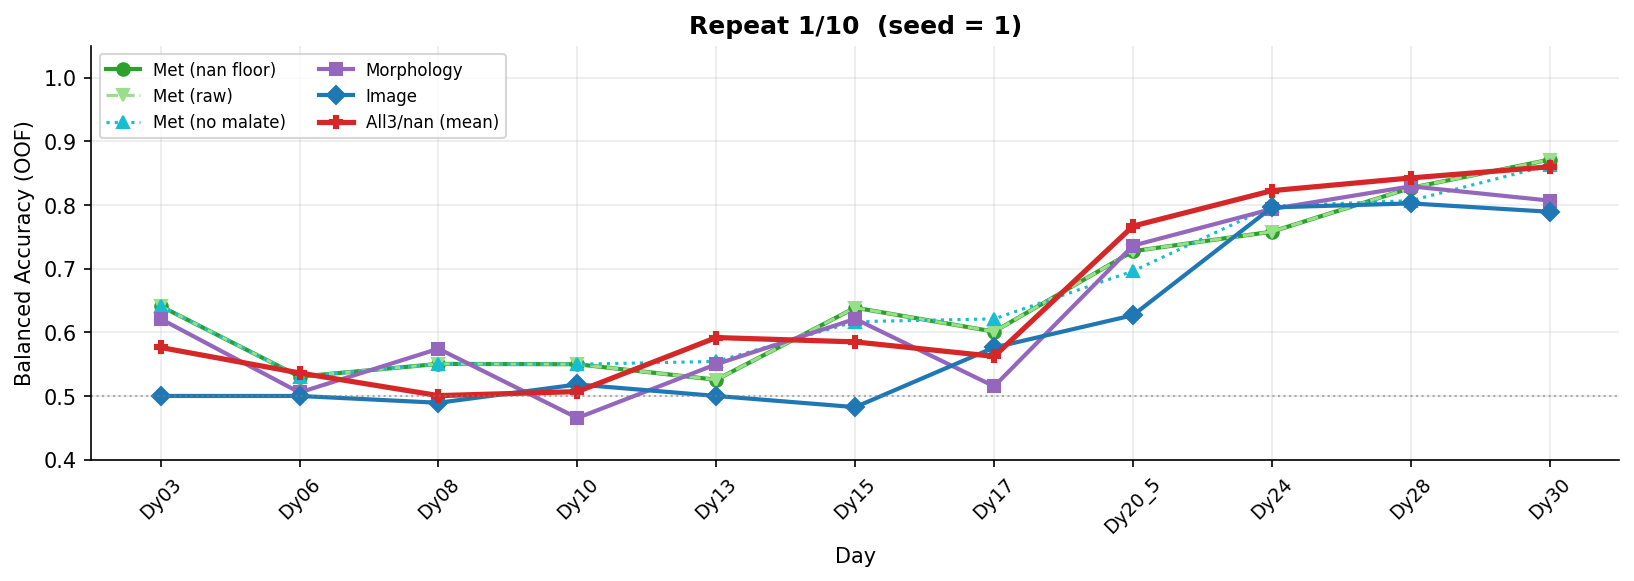 Repeat 1/10  (seed = 1)
Met (nan floor)
Met (raw)
Met (no malate)
Morphology
Image
All3/nan (mean)
Balanced Accuracy (OOF)
1.0
0.9
0.8
0.7
0.6
0.5
0.4
Dy03
Dy06
Dy08
Dy10
Dy13
Dy15
Dy17
Dy20_5
Dy24
Dy28
Dy30
Day